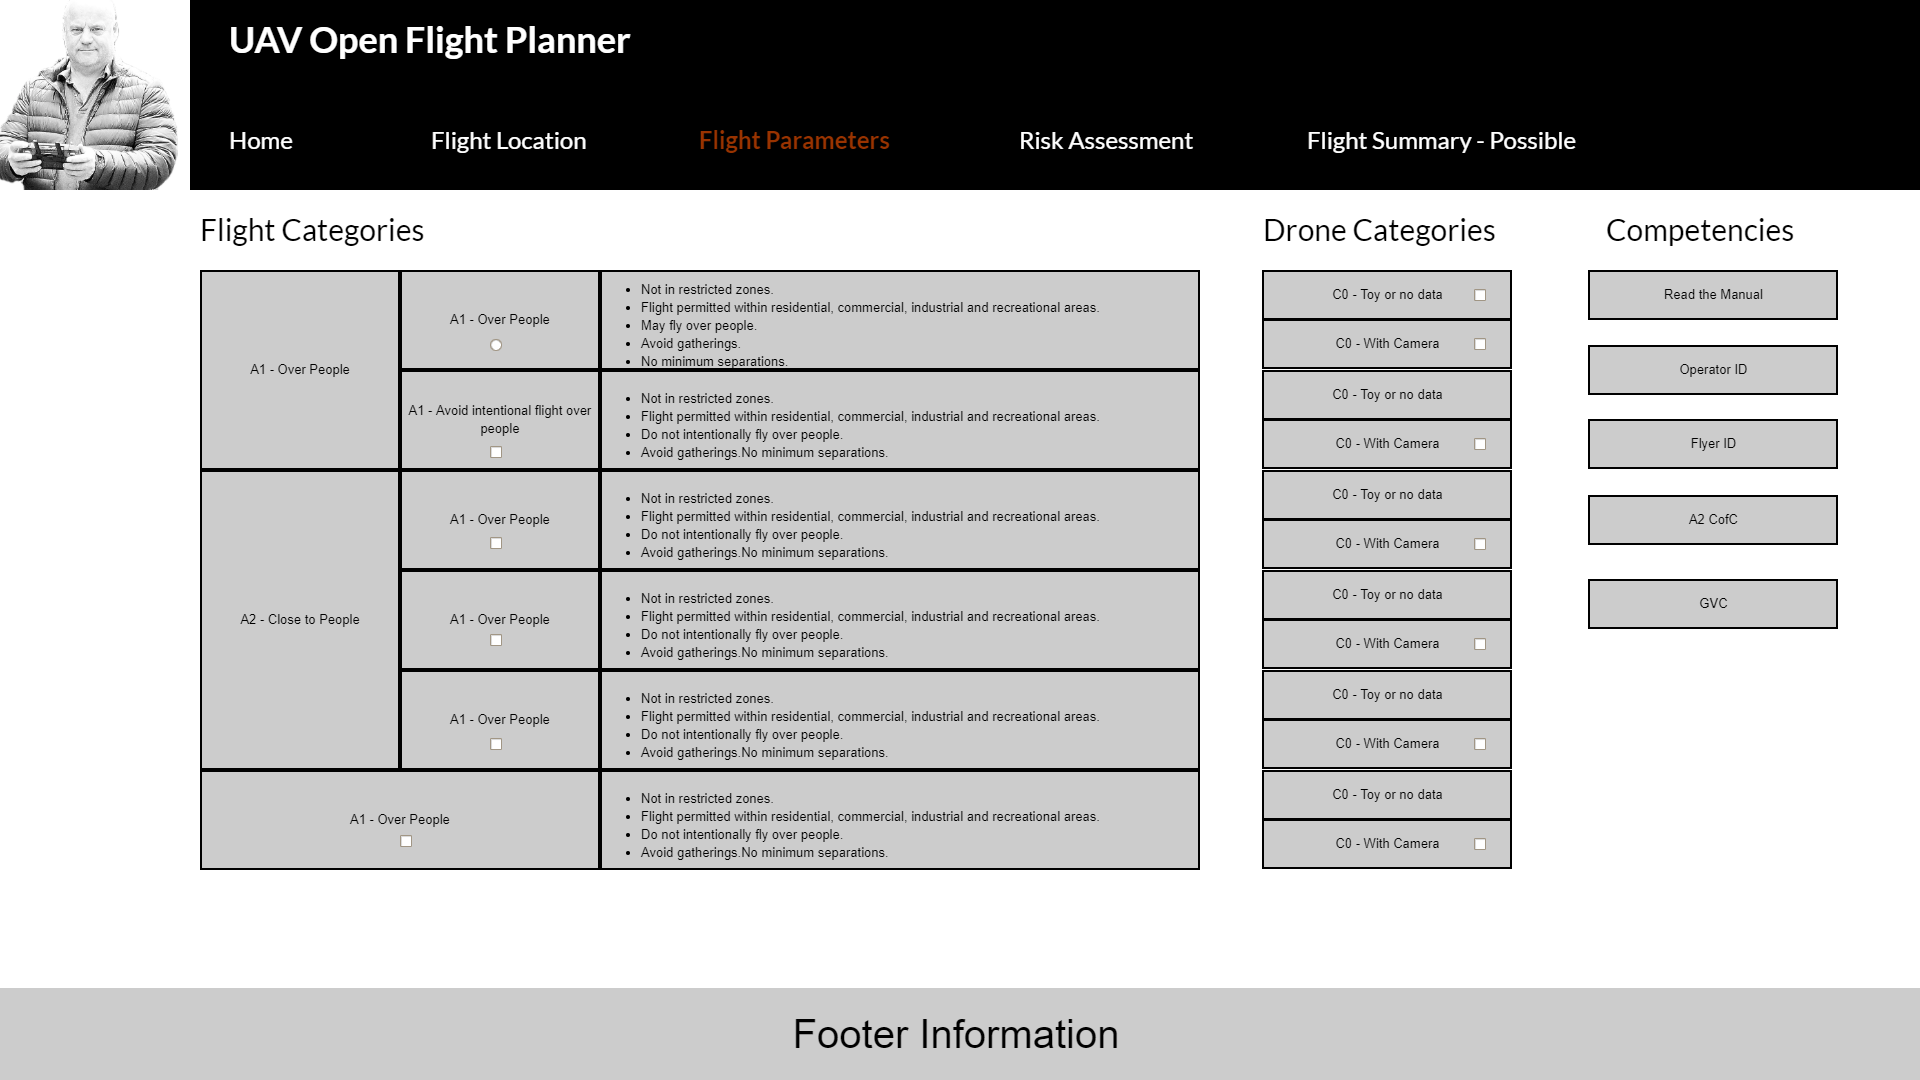 UAV Open Flight Planner
Home
Flight Location
Flight Parameters
Risk Assessment
Flight Summary - Possible
Flight Categories
Drone Categories
Competencies
A1 - Over People
A1 - Over People
• Not in restricted zones.
• Flight permitted within residential, commercial, industrial and recreational areas.
• May fly over people.
• Avoid gatherings.
• No minimum separations.
A1 - Avoid intentional flight over
people
• Not in restricted zones.
• Flight permitted within residential, commercial, industrial and recreational areas.
• Do not intentionally fly over people.
• Avoid gatherings.No minimum separations.
A2 - Close to People
A1 - Over People
• Not in restricted zones.
• Flight permitted within residential, commercial, industrial and recreational areas.
• Do not intentionally fly over people.
• Avoid gatherings.No minimum separations.
A1 - Over People
• Not in restricted zones.
• Flight permitted within residential, commercial, industrial and recreational areas.
• Do not intentionally fly over people.
• Avoid gatherings.No minimum separations.
A1 - Over People
• Not in restricted zones.
• Flight permitted within residential, commercial, industrial and recreational areas.
• Do not intentionally fly over people.
• Avoid gatherings.No minimum separations.
A1 - Over People
• Not in restricted zones.
• Flight permitted within residential, commercial, industrial and recreational areas.
• Do not intentionally fly over people.
• Avoid gatherings.No minimum separations.
C0 - Toy or no data
C0 - With Camera
C0 - Toy or no data
C0 - With Camera
C0 - Toy or no data
C0 - With Camera
C0 - Toy or no data
C0 - With Camera
C0 - Toy or no data
C0 - With Camera
C0 - Toy or no data
C0 - With Camera
Read the Manual
Operator ID
Flyer ID
A2 CofC
GVC
Footer Information